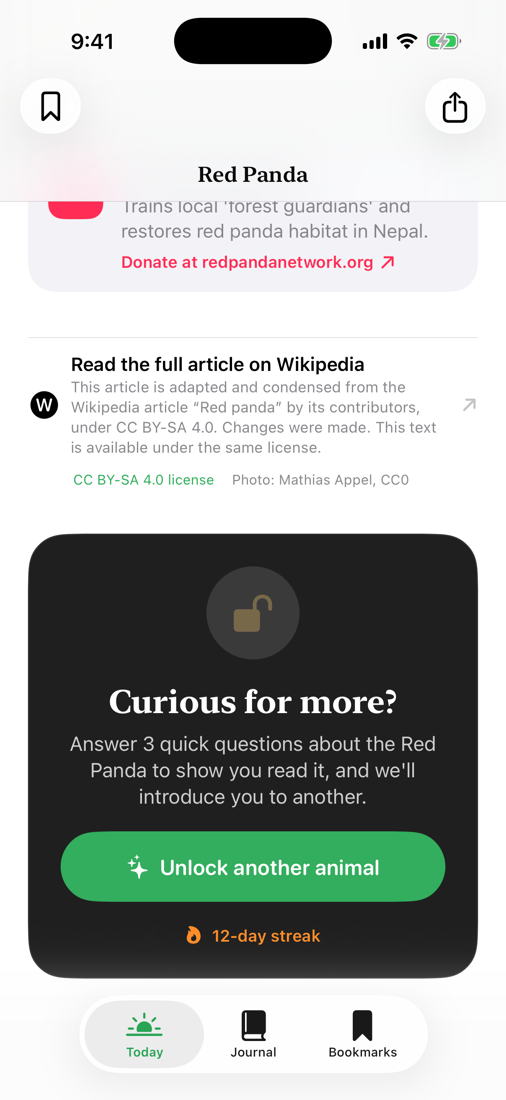 9:41
Red Panda
Trains local 'forest guardians' and
restores red panda habitat in Nepal.
Donate at redpandanetwork.org
Read the full article on Wikipedia
W
This article is adapted and condensed from the
Wikipedia article “Red panda” by its contributors,
under CC BY-SA 4.0. Changes were made. This text
is available under the same license.
CC BY-SA 4.0 license Photo: Mathias Appel, CC0
Curious for more?
Answer 3 quick questions about the Red
Panda to show you read it, and we'll
introduce you to another.
Unlock another animal
12-day streak
Today Journal Bookmarks